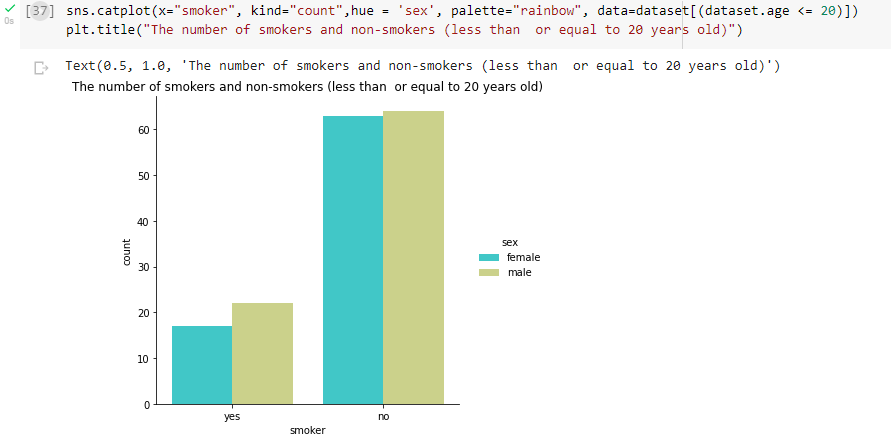 [37] sns.catplot(x="smoker", kind="count",hue = 'sex', palette="rainbow", data=dataset[(dataset.age <= 20)])
0s
plt.title("The number of smokers and non-smokers (less than  or equal to 20 years old)")
Text(0.5, 1.0, 'The number of smokers and non-smokers (less than  or equal to 20 years old)')
The number of smokers and non-smokers (less than  or equal to 20 years old)
60
50
40
30
20
10
0
count
yes no
smoker
sex
female
male